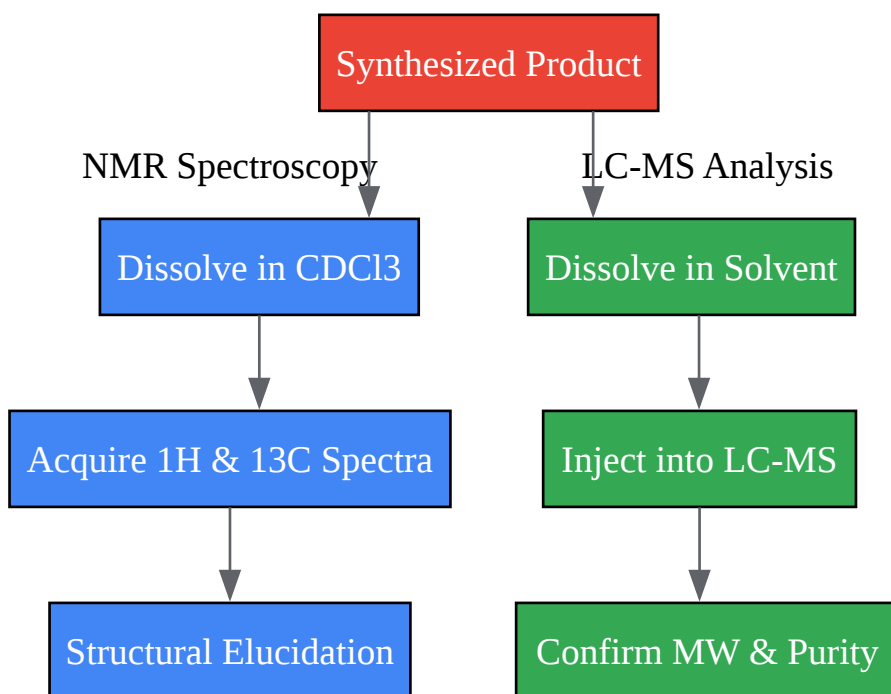 Synthesized Product
NMR Spectroscopy
LC-MS Analysis
Dissolve in CDCl3
Dissolve in Solvent
Acquire 1H & 13C Spectra
Inject into LC-MS
Structural Elucidation
Confirm MW & Purity